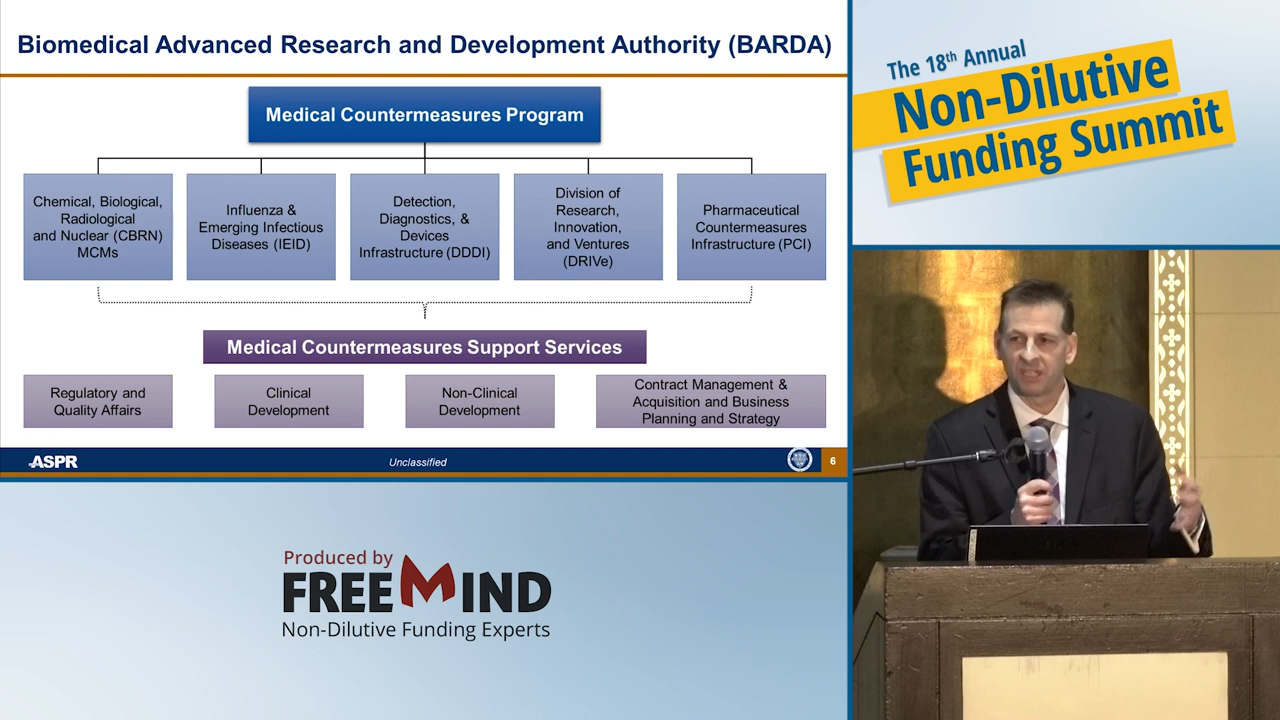 Biomedical Advanced Research and Development Authority (BARDA)
Medical Countermeasures Program
Chemical, Biological,
Radiological
and Nuclear (CBRN)
MCMs
Influenza &
Emerging Infectious
Diseases (IEID)
Detection,
Diagnostics, &
Devices
Infrastructure (DDDI)
Division of
Research,
Innovation,
and Ventures
(DRIVe)
Pharmaceutical
Countermeasures
Infrastructure (PCI)
Medical Countermeasures Support Services
Regulatory and
Quality Affairs
Clinical
Development
Non-Clinical
Development
Contract Management &
Acquisition and Business
Planning and Strategy
ASPR
Unclassified
6
The 18th Annual
Non-Dilutive
Funding Summit
Produced by
FREEMIND
Non-Dilutive Funding Experts